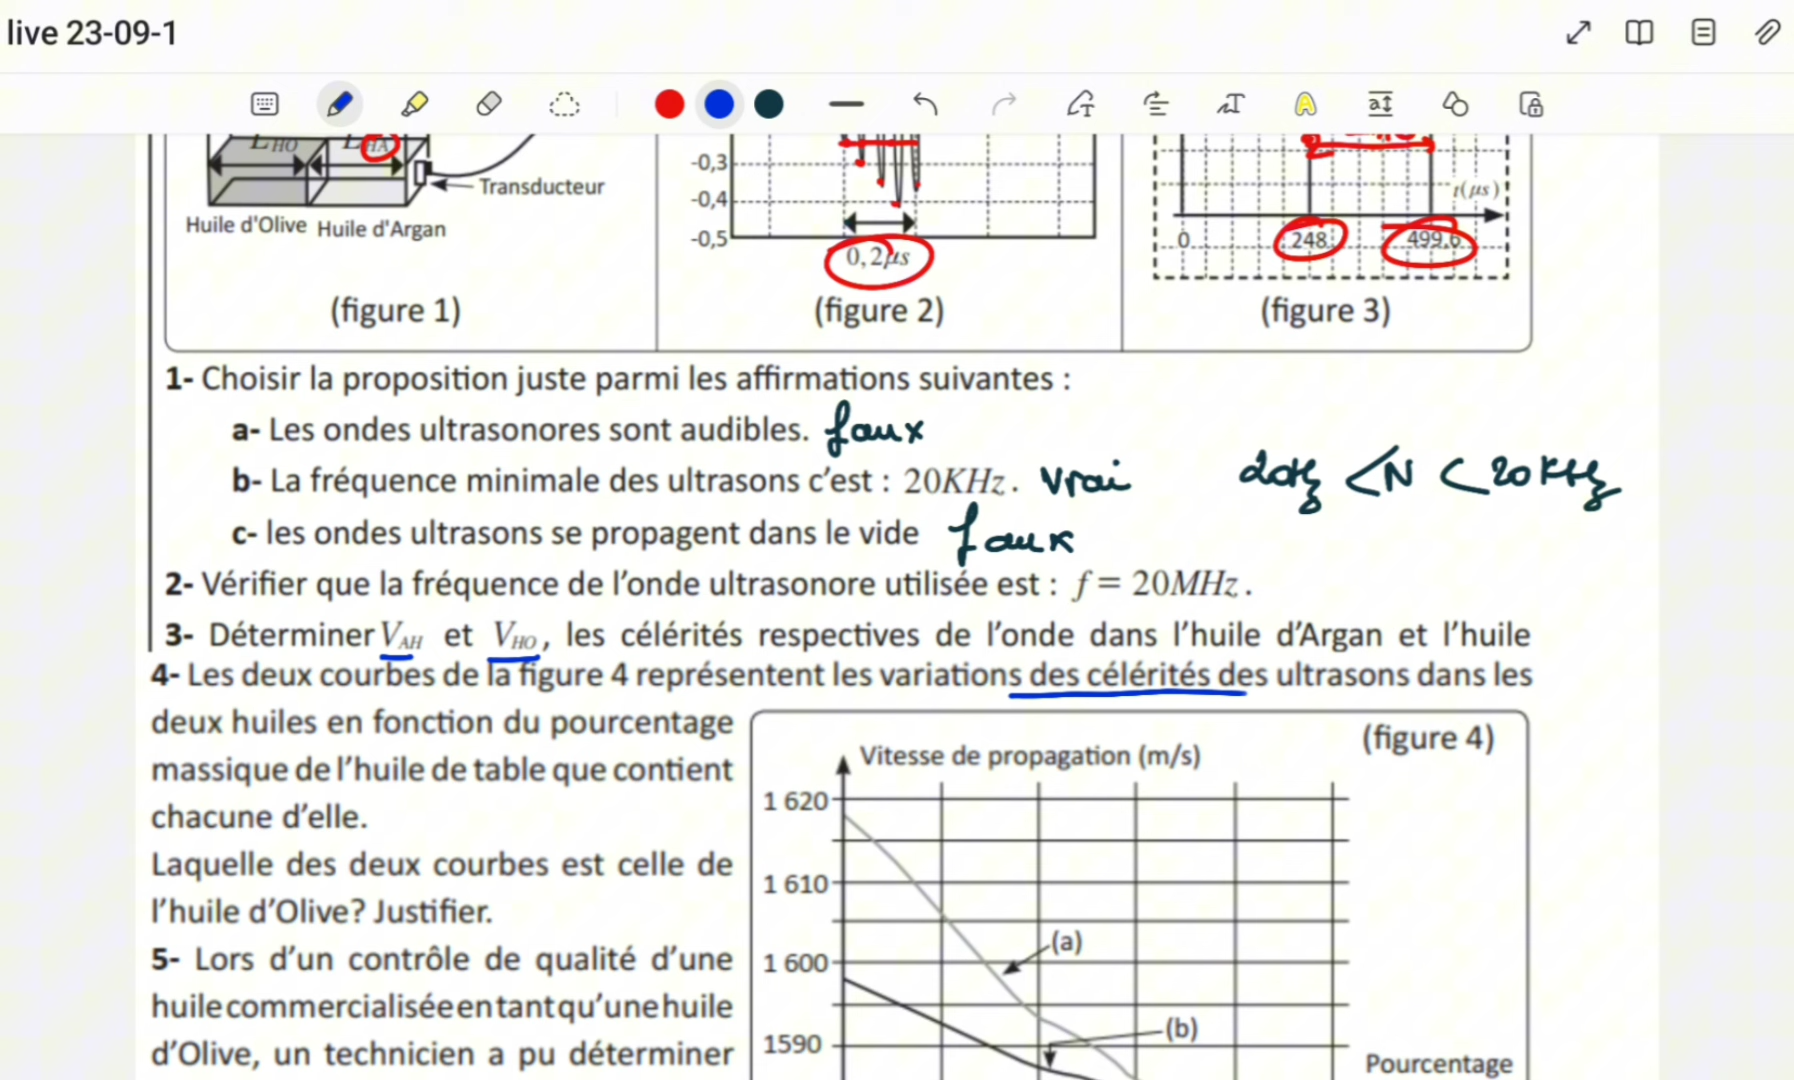 live 23-09-1
L HO L HA
Transducteur
Huile d'Olive Huile d'Argan
(figure 1)
-0,3
-0,4
-0,5
0,2µs
(figure 2)
t(µs)
0 248 499,6
(figure 3)
1- Choisir la proposition juste parmi les affirmations suivantes :
a- Les ondes ultrasonores sont audibles. faux
b- La fréquence minimale des ultrasons c’est : 20KHz. Vrai 20Hz < N < 20 KHz
c- les ondes ultrasons se propagent dans le vide faux
2- Vérifier que la fréquence de l’onde ultrasonore utilisée est : f = 20MHz.
3- Déterminer V AH et V HO, les célérités respectives de l’onde dans l’huile d’Argan et l’huile
4- Les deux courbes de la figure 4 représentent les variations des célérités des ultrasons dans les
deux huiles en fonction du pourcentage
massique de l’huile de table que contient
chacune d’elle.
Laquelle des deux courbes est celle de
l’huile d’Olive? Justifier.
5- Lors d’un contrôle de qualité d’une
huile commercialisée en tant qu’une huile
d’Olive, un technicien a pu déterminer
(figure 4)
Vitesse de propagation (m/s)
1 620
1 610
(a)
1 600
(b)
1590
Pourcentage